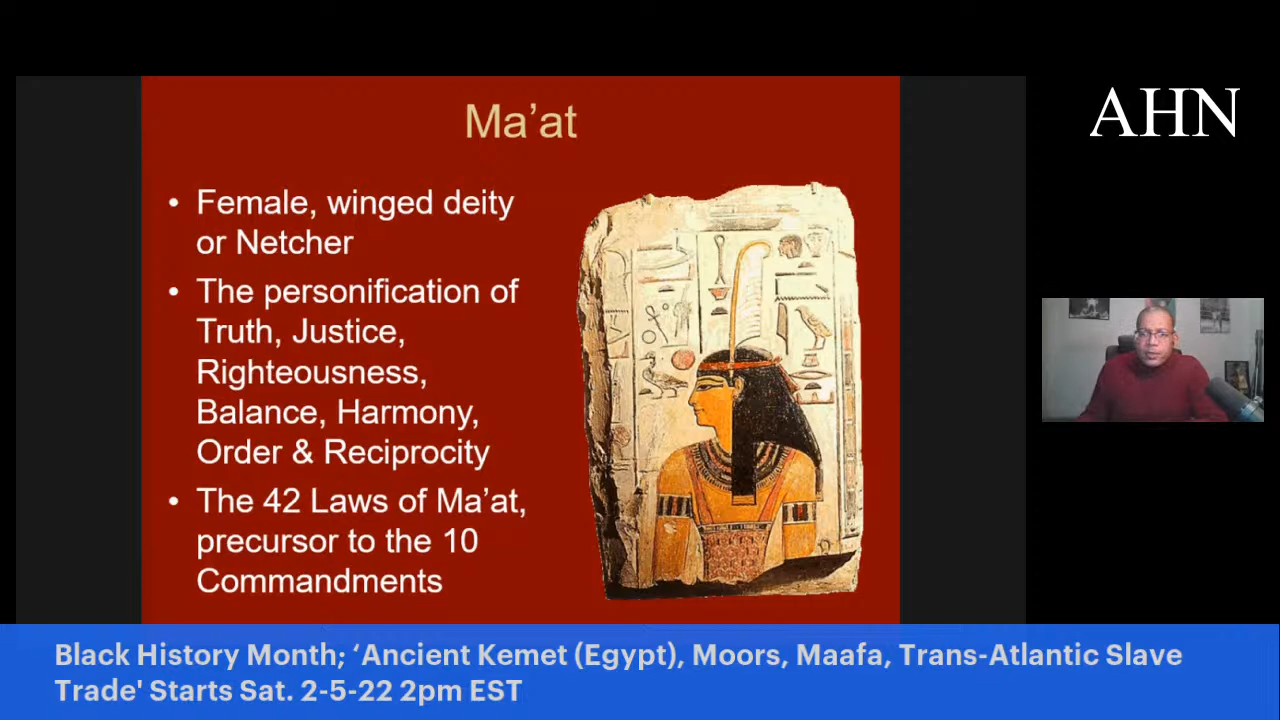 Ma’at
• Female, winged deity
or Netcher
• The personification of
Truth, Justice,
Righteousness,
Balance, Harmony,
Order & Reciprocity
• The 42 Laws of Ma’at,
precursor to the 10
Commandments
AHN
Black History Month; ‘Ancient Kemet (Egypt), Moors, Maafa, Trans-Atlantic Slave
Trade' Starts Sat. 2-5-22 2pm EST